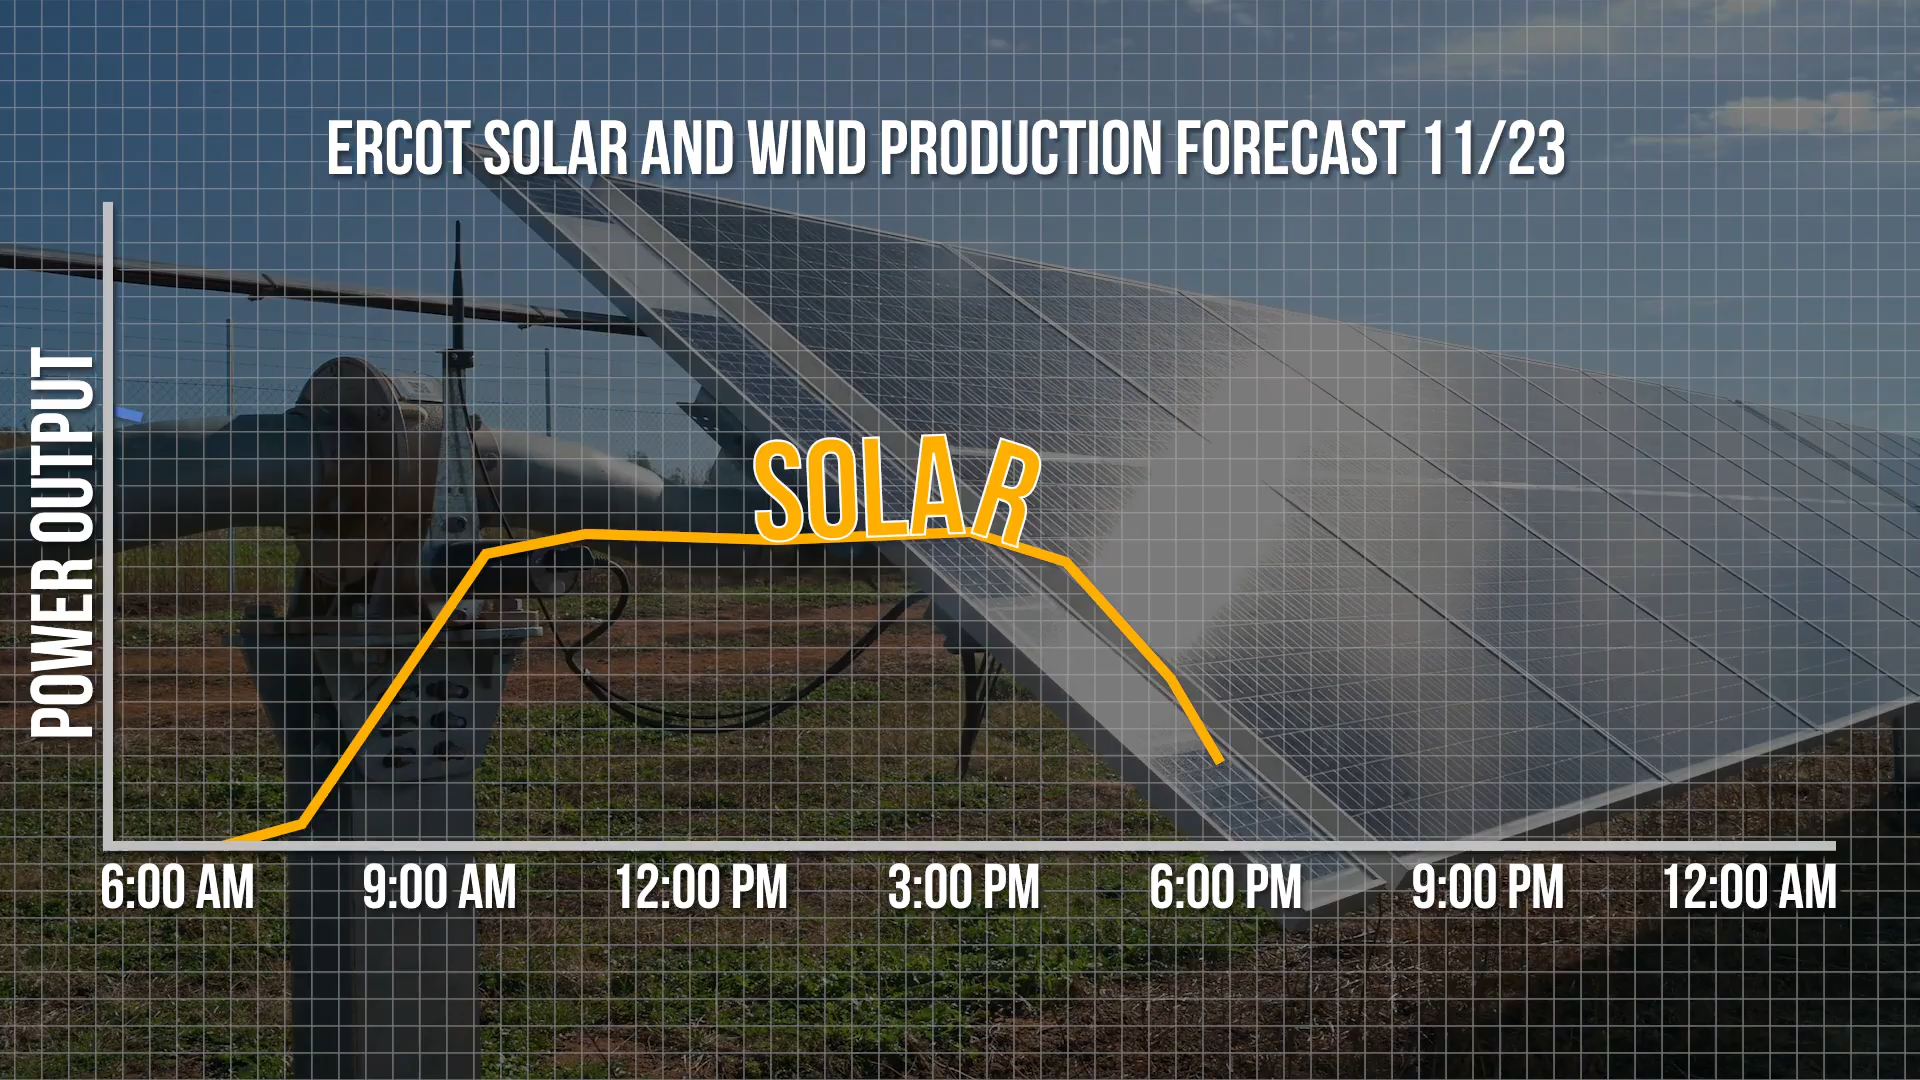 ERCOT SOLAR AND WIND PRODUCTION FORECAST 11/23
POWER OUTPUT
SOLAR
6:00 AM 9:00 AM 12:00 PM 3:00 PM 6:00 PM 9:00 PM 12:00 AM